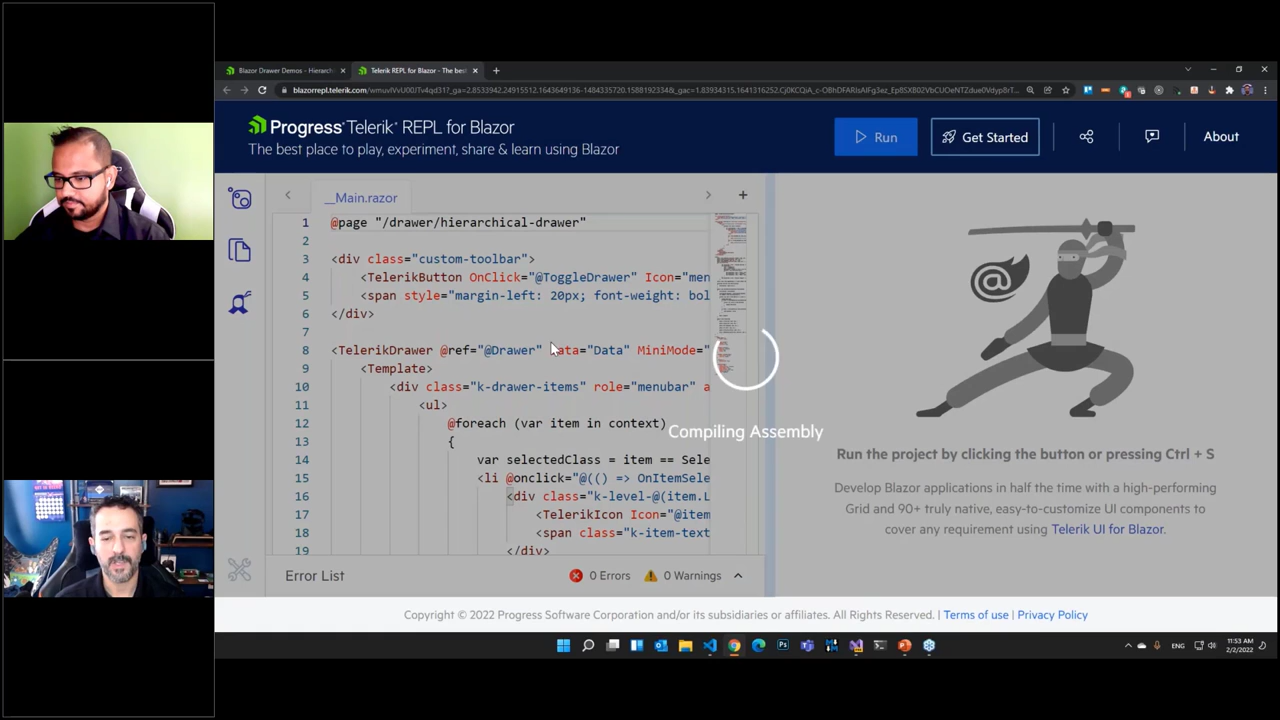 Blazor Drawer Demos - Hierarch
Telerik REPL for Blazor - The bes
Progress Telerik REPL for Blazor
The best place to play, experiment, share & learn using Blazor
Run
Get Started
About
__Main.razor
1 @page "/drawer/hierarchical-drawer"
2
3 <div class="custom-toolbar">
4 <TelerikButton OnClick="@ToggleDrawer" Icon="men
5 <span style="margin-left: 20px; font-weight: bol
6 </div>
7
8 <TelerikDrawer @ref="@Drawer" Data="Data" MiniMode="
9 <Template>
10 <div class="k-drawer-items" role="menubar" a
11 <ul>
12 @foreach (var item in context)
13 {
14 var selectedClass = item == Sele
15 <li @onclick="@(() => OnItemSele
16 <div class="k-level-@(item.L
17 <TelerikIcon Icon="@item
18 <span class="k-item-text
19 </div>
Compiling Assembly
Run the project by clicking the button or pressing Ctrl + S
Develop Blazor applications in half the time with a high-performing
Grid and 90+ truly native, easy-to-customize UI components to
cover any requirement using Telerik UI for Blazor.
Error List
0 Errors
0 Warnings
Copyright © 2022 Progress Software Corporation and/or its subsidiaries or affiliates. All Rights Reserved. | Terms of use | Privacy Policy
ENG
11:53 AM
2/2/2022